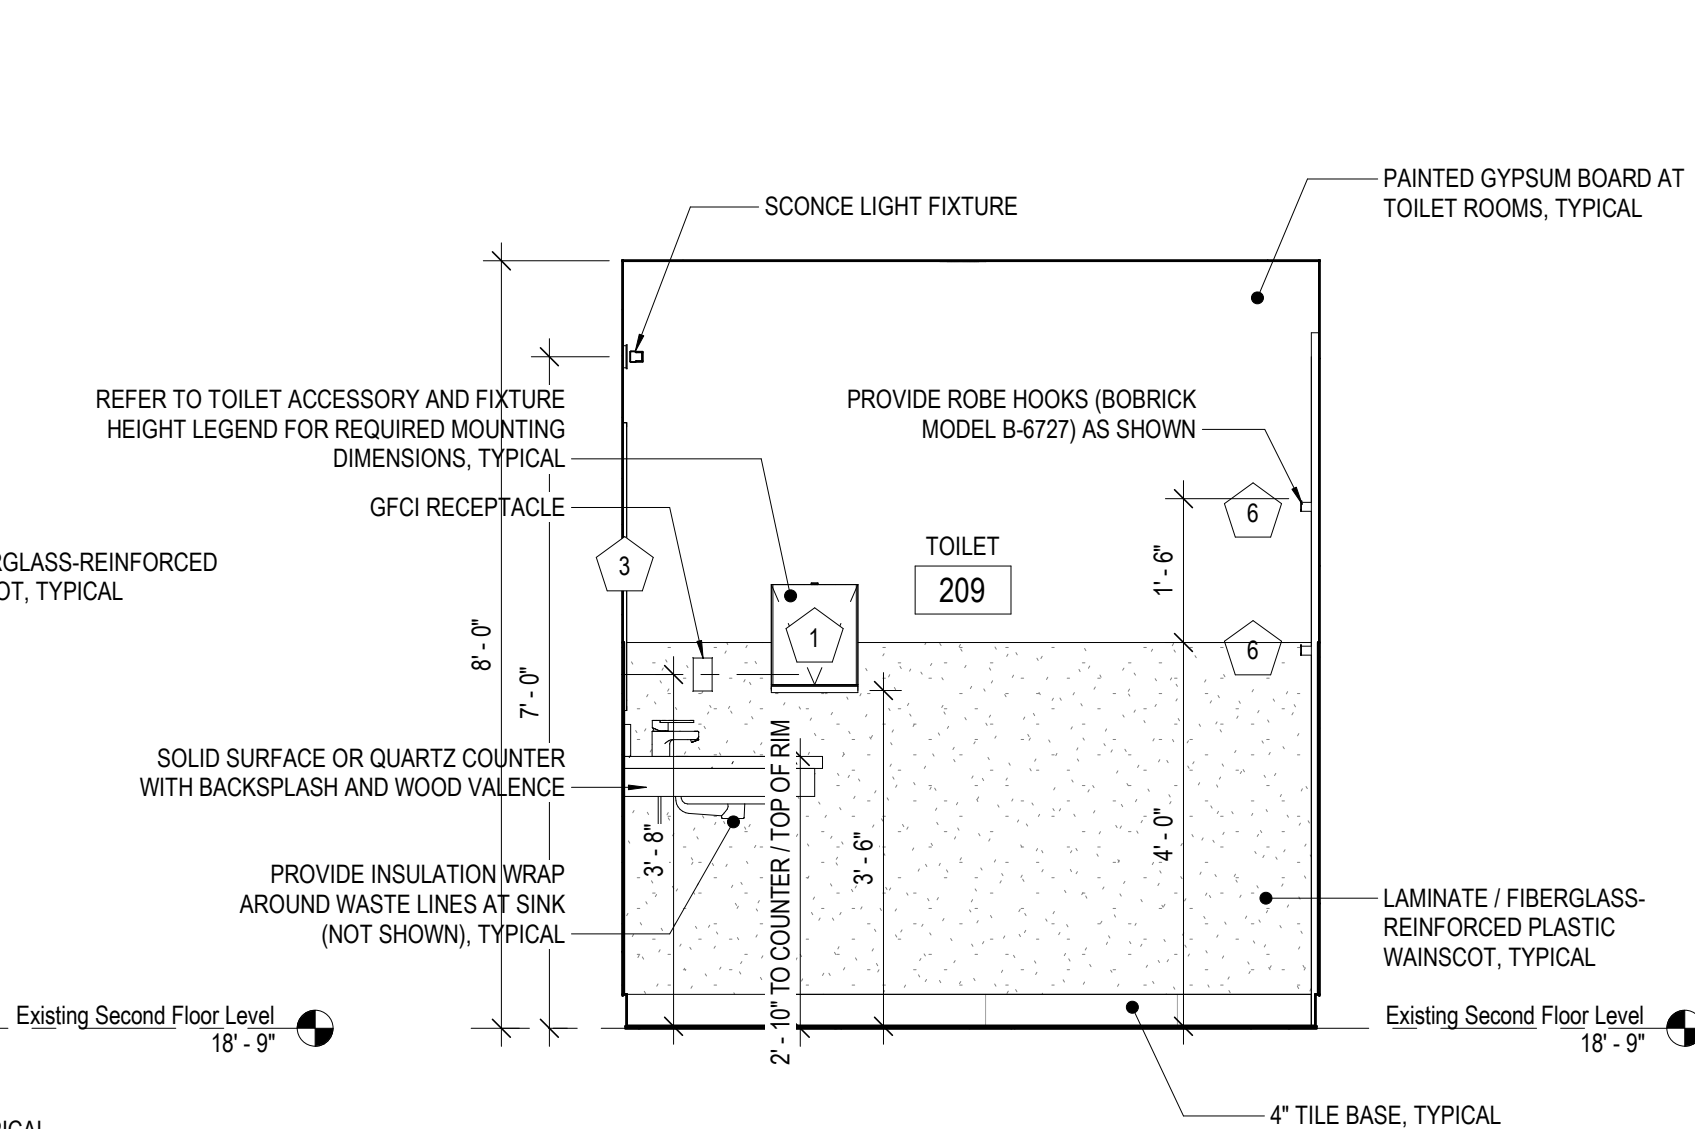 PAINTED GYPSUM BOARD AT
TOILET ROOMS, TYPICAL
SCONCE LIGHT FIXTURE
REFER TO TOILET ACCESSORY AND FIXTURE
HEIGHT LEGEND FOR REQUIRED MOUNTING
DIMENSIONS, TYPICAL
PROVIDE ROBE HOOKS (BOBRICK
MODEL B-6727) AS SHOWN
GFCI RECEPTACLE
6
TOILET
209
3
1
6
1' - 6"
RGLASS-REINFORCED
OT, TYPICAL
8' - 0"
7' - 0"
SOLID SURFACE OR QUARTZ COUNTER
WITH BACKSPLASH AND WOOD VALENCE
3' - 8"
2' - 10" TO COUNTER / TOP OF RIM
3' - 6"
4' - 0"
PROVIDE INSULATION WRAP
AROUND WASTE LINES AT SINK
(NOT SHOWN), TYPICAL
LAMINATE / FIBERGLASS-
REINFORCED PLASTIC
WAINSCOT, TYPICAL
Existing Second Floor Level
18' - 9"
Existing Second Floor Level
18' - 9"
4" TILE BASE, TYPICAL